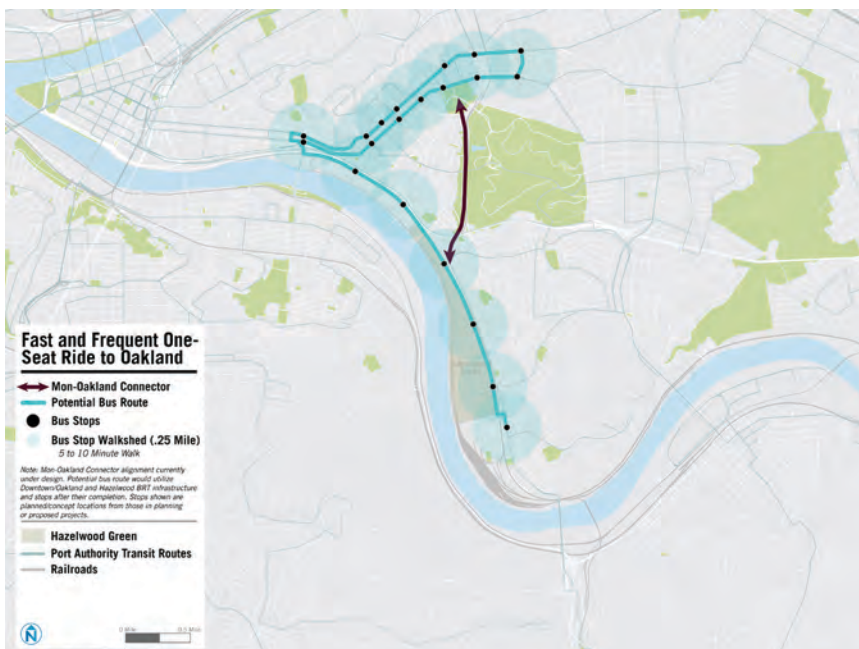 Fast and Frequent One-
Seat Ride to Oakland
Mon-Oakland Connector
Potential Bus Route
Bus Stops
Bus Stop Walkshed (.25 Mile)
5 to 10 Minute Walk
Note: Mon-Oakland Connector alignment currently
under design. Potential bus route would utilize
Downtown/Oakland and Hazelwood BRT infrastructure
and stops after their completion. Stops shown are
planned/concept locations from those in planning
or proposed projects.
Hazelwood Green
Port Authority Transit Routes
Railroads
N
0 Mile
0.5 Mile